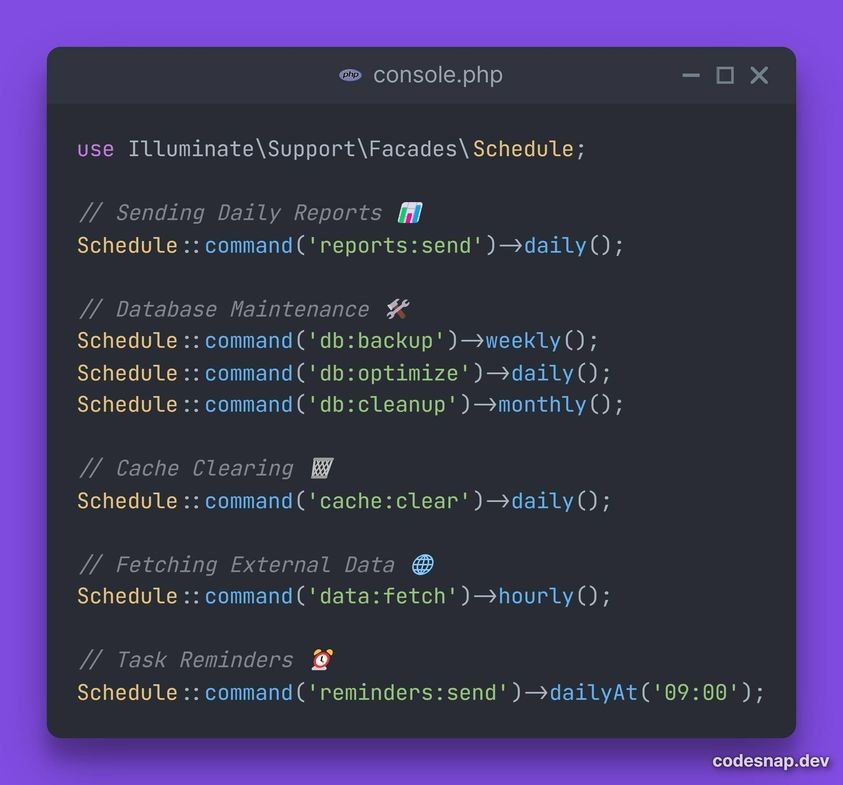 php console.php
use Illuminate\Support\Facades\Schedule;
// Sending Daily Reports 📊
Schedule::command('reports:send')->daily();
// Database Maintenance 🛠️
Schedule::command('db:backup')->weekly();
Schedule::command('db:optimize')->daily();
Schedule::command('db:cleanup')->monthly();
// Cache Clearing 🗑️
Schedule::command('cache:clear')->daily();
// Fetching External Data 🌐
Schedule::command('data:fetch')->hourly();
// Task Reminders ⏰
Schedule::command('reminders:send')->dailyAt('09:00');
codesnap.dev